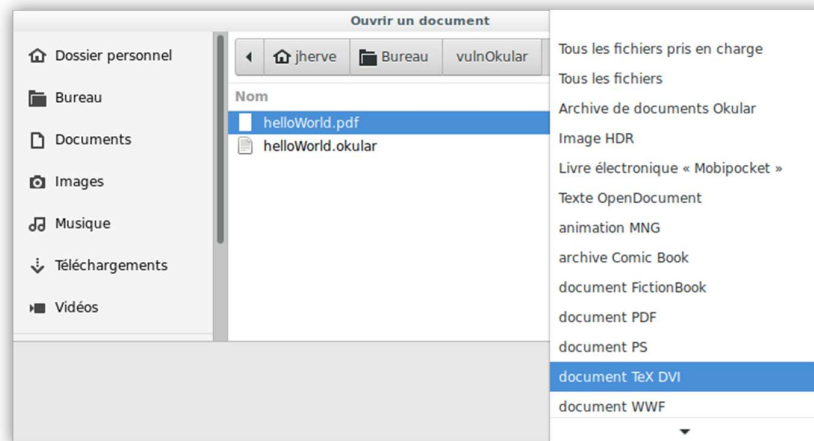 Ouvrir un document
Dossier personnel
Bureau
Documents
Images
Musique
Téléchargements
Vidéos
jherve Bureau vulnOkular
Nom
helloWorld.pdf
helloWorld.okular
Tous les fichiers pris en charge
Tous les fichiers
Archive de documents Okular
Image HDR
Livre électronique « Mobipocket »
Texte OpenDocument
animation MNG
archive Comic Book
document FictionBook
document PDF
document PS
document TeX DVI
document WWF